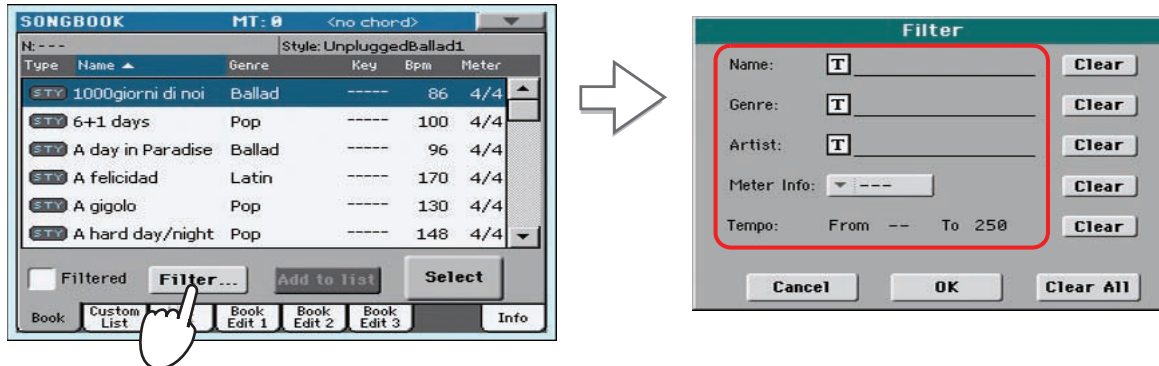 SONGBOOK MT: 0 <no chord>
N:--- Style: UnpluggedBallad1
Type Name Genre Key Bpm Meter
STY 1000giorni di noi Ballad ----- 86 4/4
STY 6+1 days Pop ----- 100 4/4
STY A day in Paradise Ballad ----- 96 4/4
STY A felicidad Latin ----- 170 4/4
STY A gigolo Pop ----- 130 4/4
STY A hard day/night Pop ----- 148 4/4
Filtered Filter... Add to list Select
Book Custom List Book Edit 1 Book Edit 2 Book Edit 3 Info
Filter
Name: T Clear
Genre: T Clear
Artist: T Clear
Meter Info: --- Clear
Tempo: From -- To 250 Clear
Cancel OK Clear All